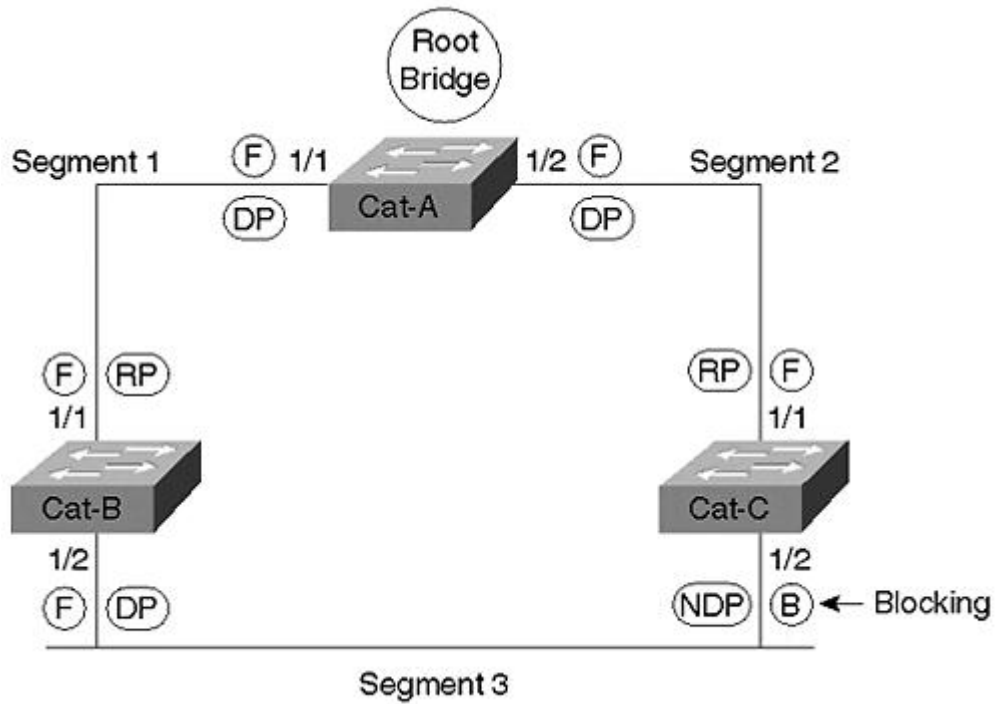 Root
Bridge
Segment 1
F
1/1
1/2
F
Segment 2
DP
Cat-A
DP
F
RP
RP
F
1/1
1/1
Cat-B
Cat-C
1/2
1/2
F
DP
NDP
B
Blocking
Segment 3